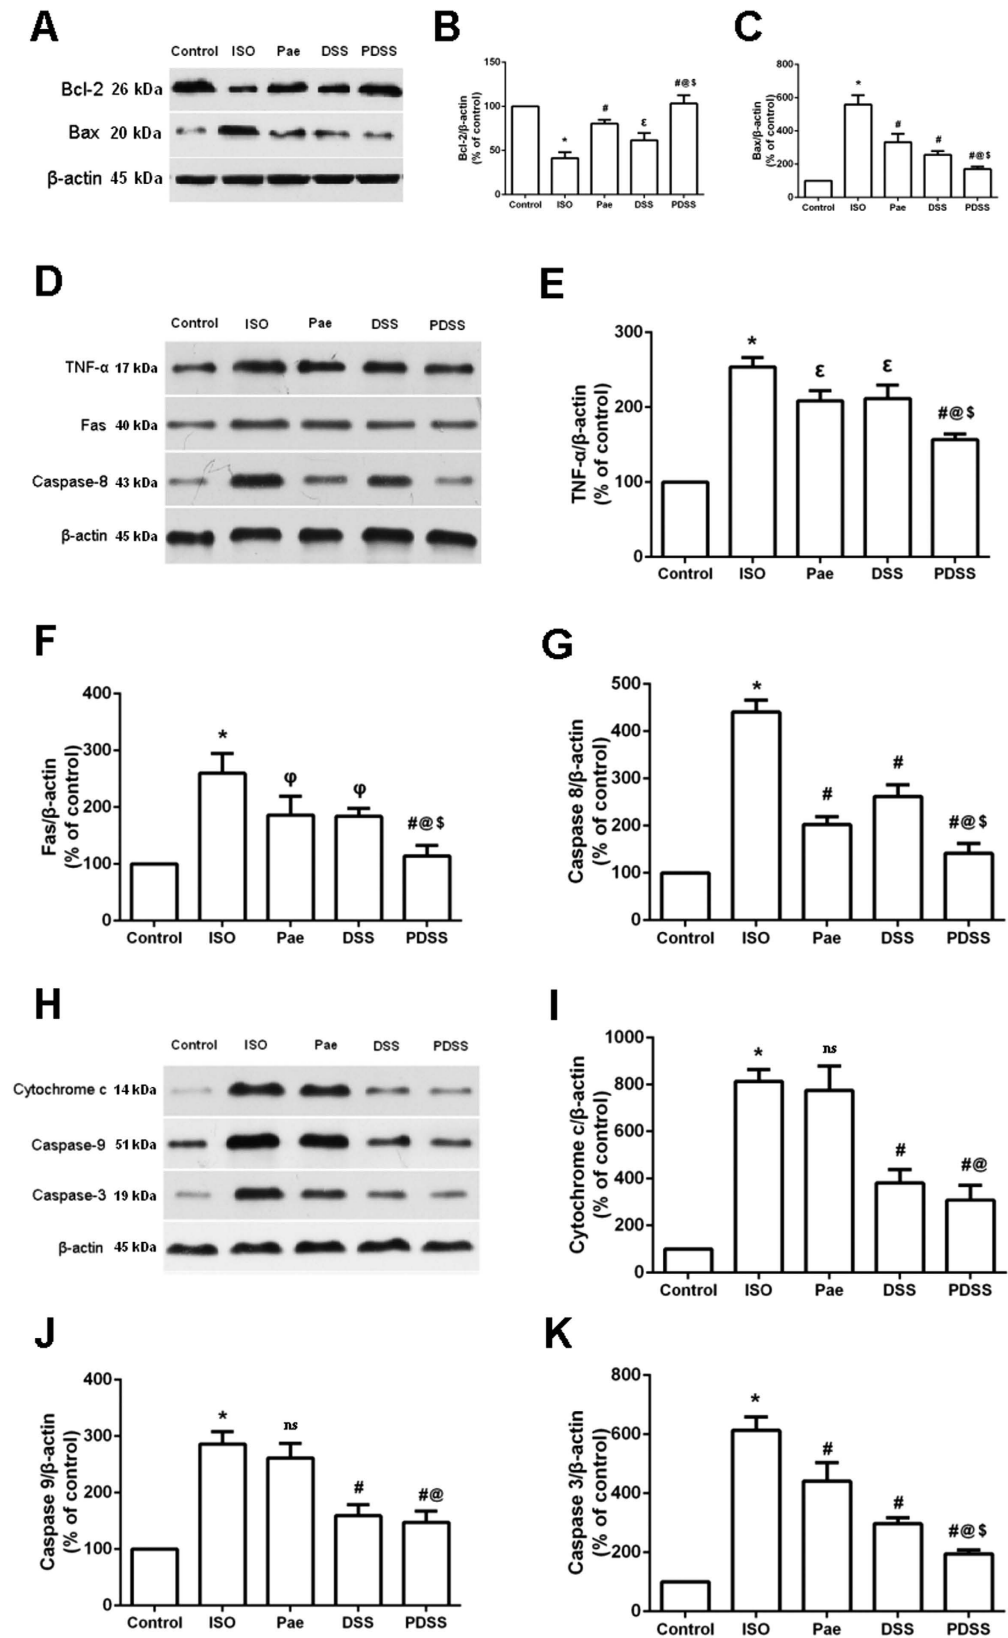 A
Control ISO Pae DSS PDSS
Bcl-2 26 kDa
Bax 20 kDa
β-actin 45 kDa
B
Bcl-2/β-actin
(% of control)
150
100
50
0
* # ε #@$
Control ISO Pae DSS PDSS
C
Bax/β-actin
(% of control)
800
600
400
200
0
* # # #@$
Control ISO Pae DSS PDSS
D
Control ISO Pae DSS PDSS
TNF-α 17 kDa
Fas 40 kDa
Caspase-8 43 kDa
β-actin 45 kDa
E
TNF-α/β-actin
(% of control)
300
200
100
0
* ε ε #@$
Control ISO Pae DSS PDSS
F
Fas/β-actin
(% of control)
400
300
200
100
0
* φ φ #@$
Control ISO Pae DSS PDSS
G
Caspase 8/β-actin
(% of control)
500
400
300
200
100
0
* # # #@$
Control ISO Pae DSS PDSS
H
Control ISO Pae DSS PDSS
Cytochrome c 14 kDa
Caspase-9 51 kDa
Caspase-3 19 kDa
β-actin 45 kDa
I
Cytochrome c/β-actin
(% of control)
1000
800
600
400
200
0
* ns # #@
Control ISO Pae DSS PDSS
J
Caspase 9/β-actin
(% of control)
400
300
200
100
0
* ns # #@
Control ISO Pae DSS PDSS
K
Caspase 3/β-actin
(% of control)
800
600
400
200
0
* # # #@$
Control ISO Pae DSS PDSS